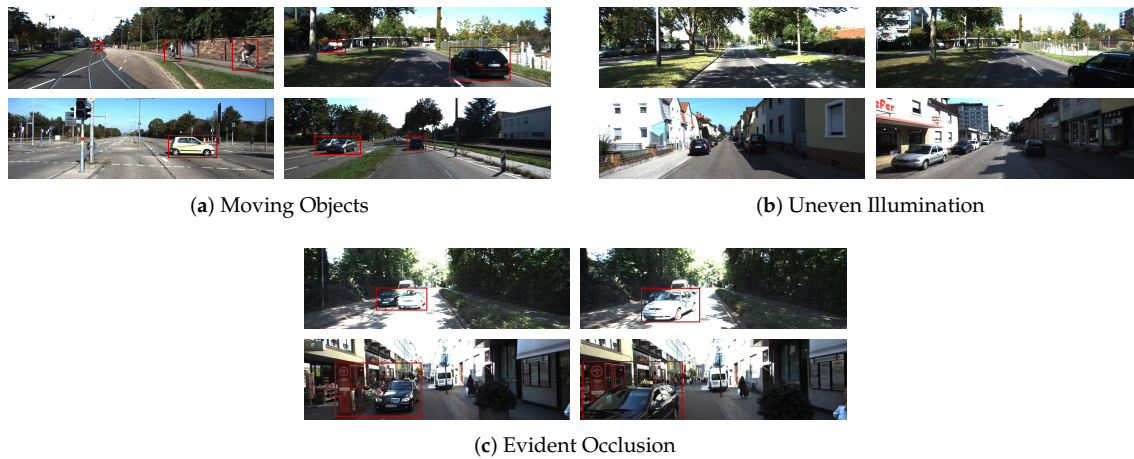 (a) Moving Objects
(b) Uneven Illumination
(c) Evident Occlusion